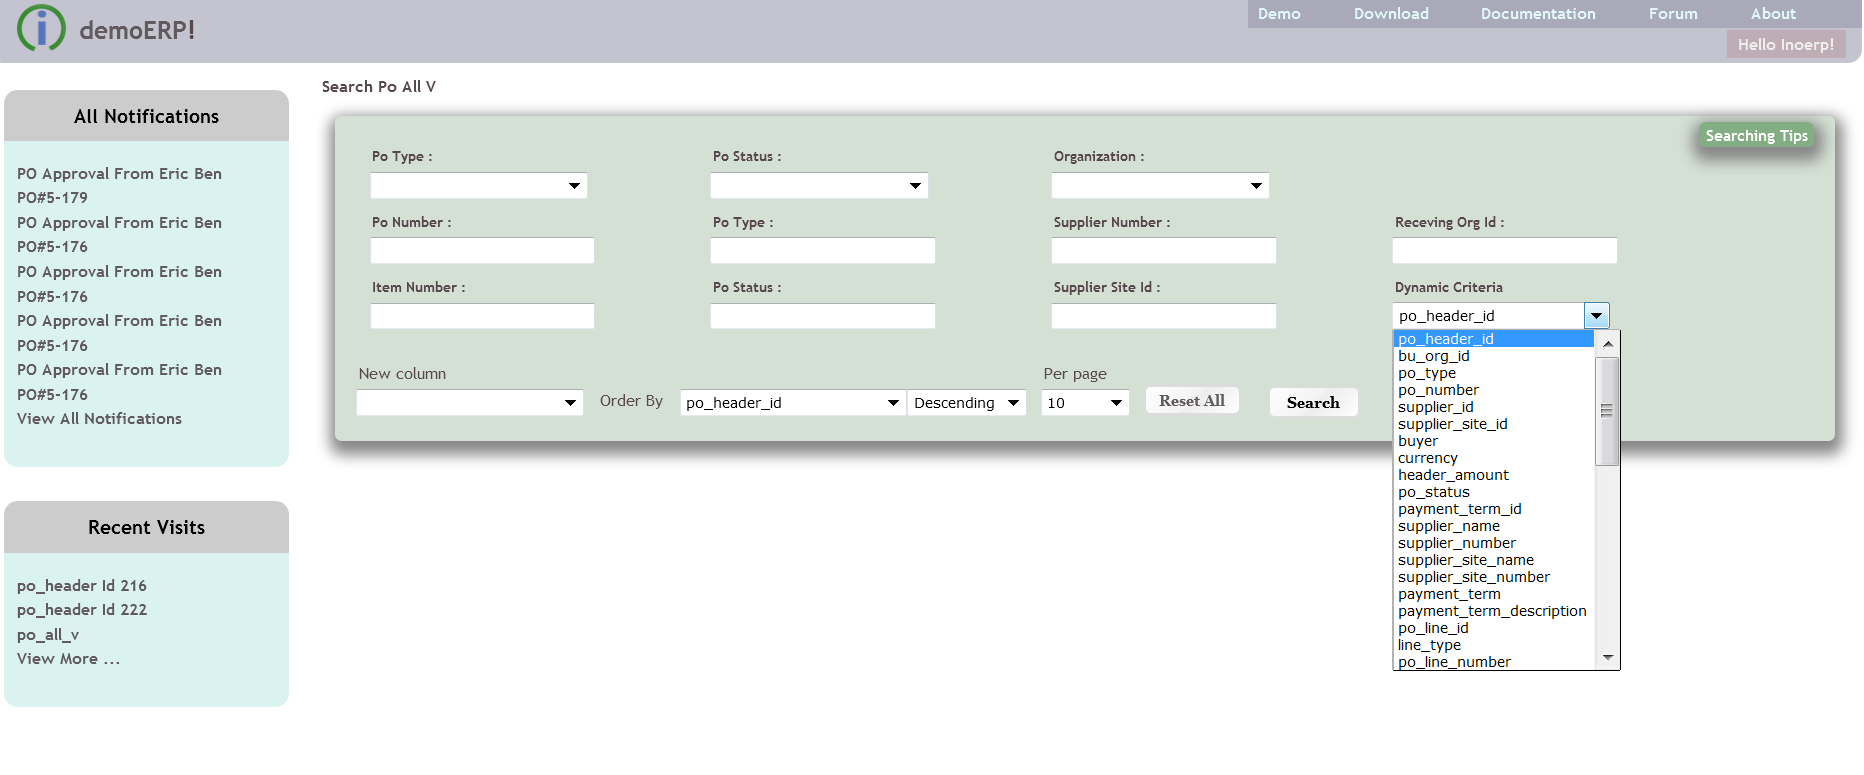 demoERP!
Demo Download Documentation Forum About
Hello Inoerp!
All Notifications
PO Approval From Eric Ben
PO#5-179
PO Approval From Eric Ben
PO#5-176
PO Approval From Eric Ben
PO#5-176
PO Approval From Eric Ben
PO#5-176
PO Approval From Eric Ben
PO#5-176
View All Notifications
Recent Visits
po_header Id 216
po_header Id 222
po_all_v
View More ...
Search Po All V
Searching Tips
Po Type : Po Status : Organization :
Po Number : Po Type : Supplier Number : Receving Org Id :
Item Number : Po Status : Supplier Site Id : Dynamic Criteria
po_header_id
po_header_id
bu_org_id
po_type
po_number
supplier_id
supplier_site_id
buyer
currency
header_amount
po_status
payment_term_id
supplier_name
supplier_number
supplier_site_name
supplier_site_number
payment_term
payment_term_description
po_line_id
line_type
po_line_number
New column Per page
Order By po_header_id Descending 10 Reset All Search